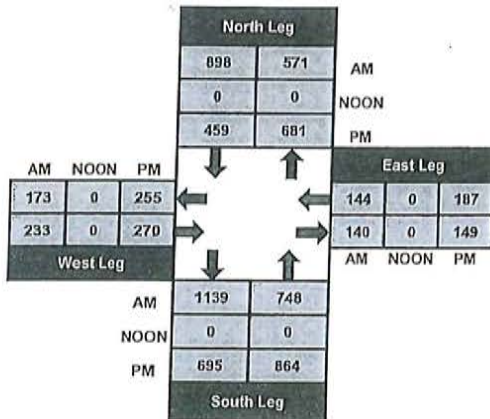 North Leg
898 571 AM
0 0 NOON
459 681 PM
AM NOON PM East Leg
173 0 255 144 0 187
233 0 270 140 0 149
West Leg AM NOON PM
AM 1139 748
NOON 0 0
PM 695 864
South Leg